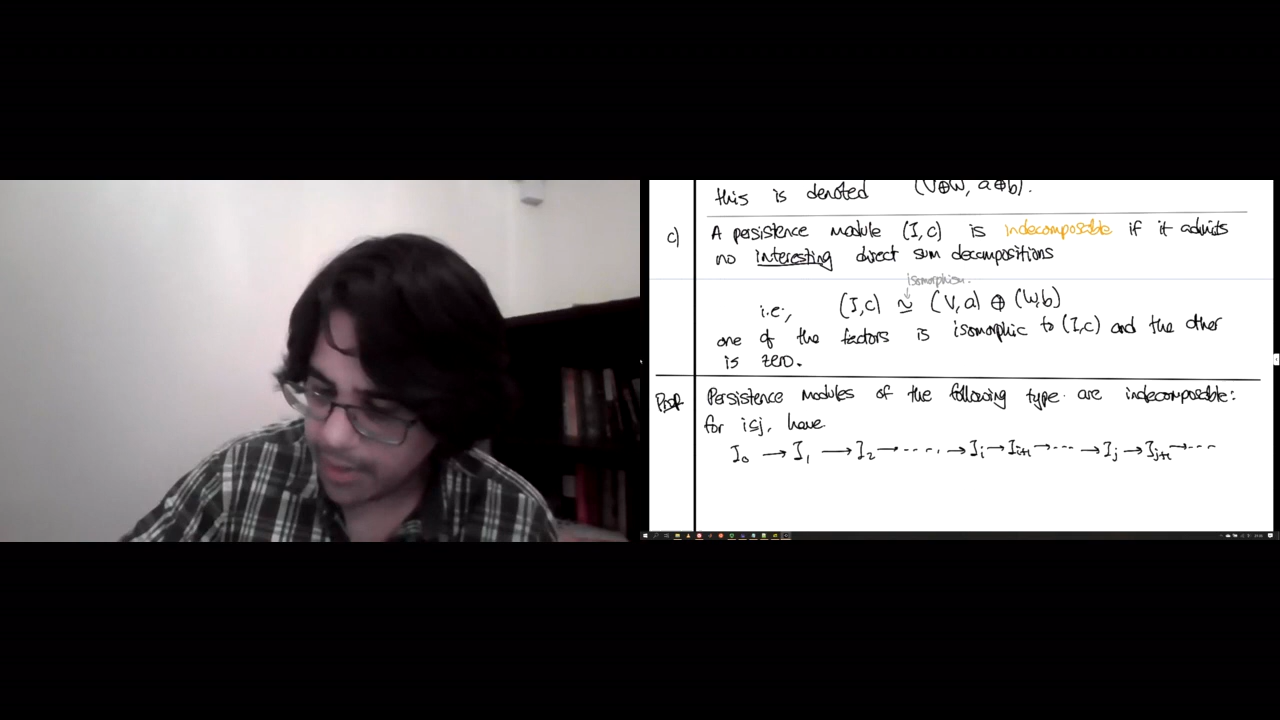 this is denoted (V⊕W, a⊕b).
c) A persistence module (I,c) is indecomposable if it admits
no interesting direct sum decompositions
isomorphism.
i.e., (I,c) ≃ (V,a) ⊕ (W,b)
one of the factors is isomorphic to (I,c) and the other
is zero.
Prop Persistence modules of the following type are indecomposable:
for i≤j, have
I₀ → I₁ → I₂ → ..... → Iᵢ → Iᵢ₊₁ → ... → Iⱼ → Iⱼ₊₁ → ...